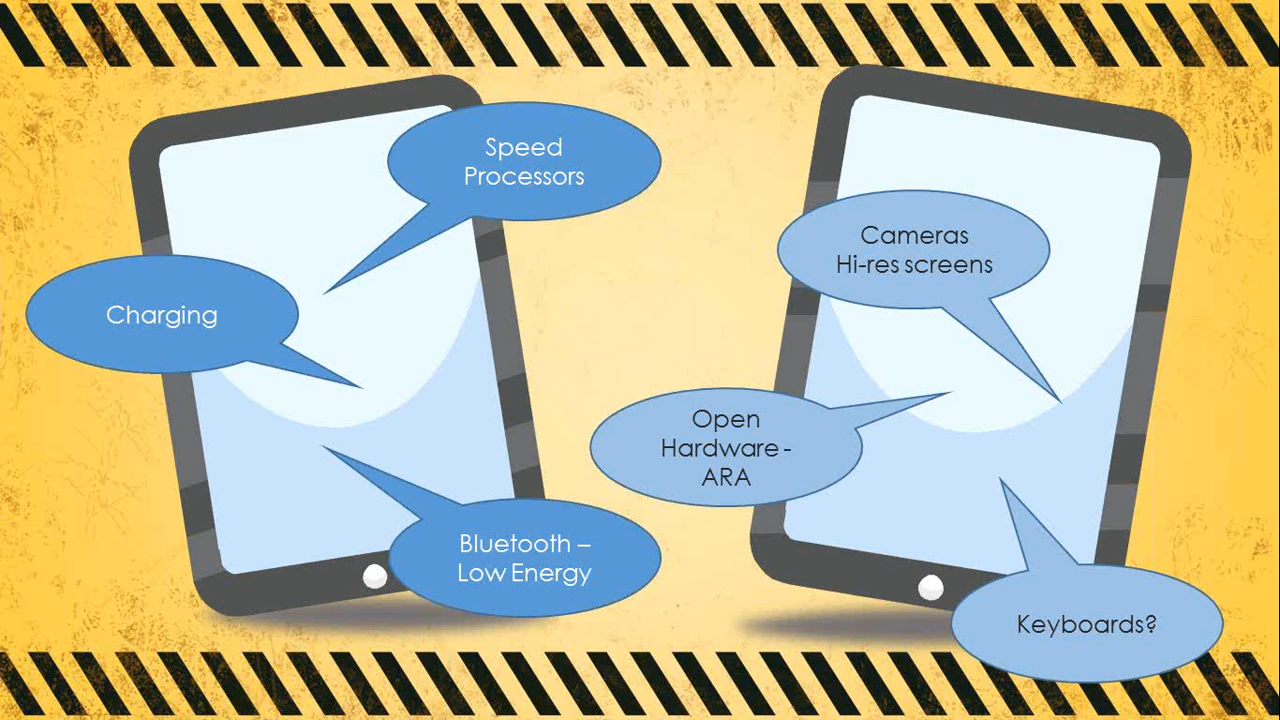 Speed
Processors
Charging
Bluetooth –
Low Energy
Cameras
Hi-res screens
Open
Hardware -
ARA
Keyboards?